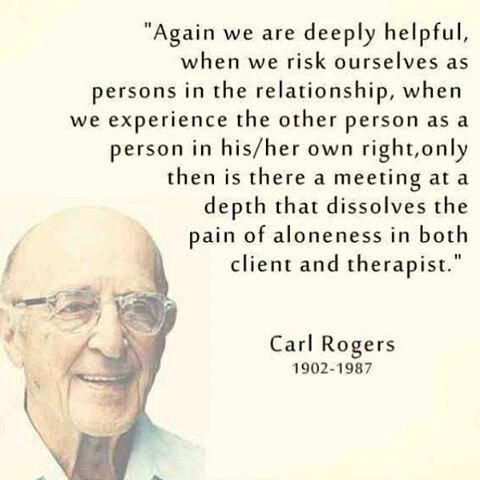 "Again we are deeply helpful,
when we risk ourselves as
persons in the relationship, when
we experience the other person as a
person in his/her own right,only
then is there a meeting at a
depth that dissolves the
pain of aloneness in both
client and therapist."
Carl Rogers
1902-1987